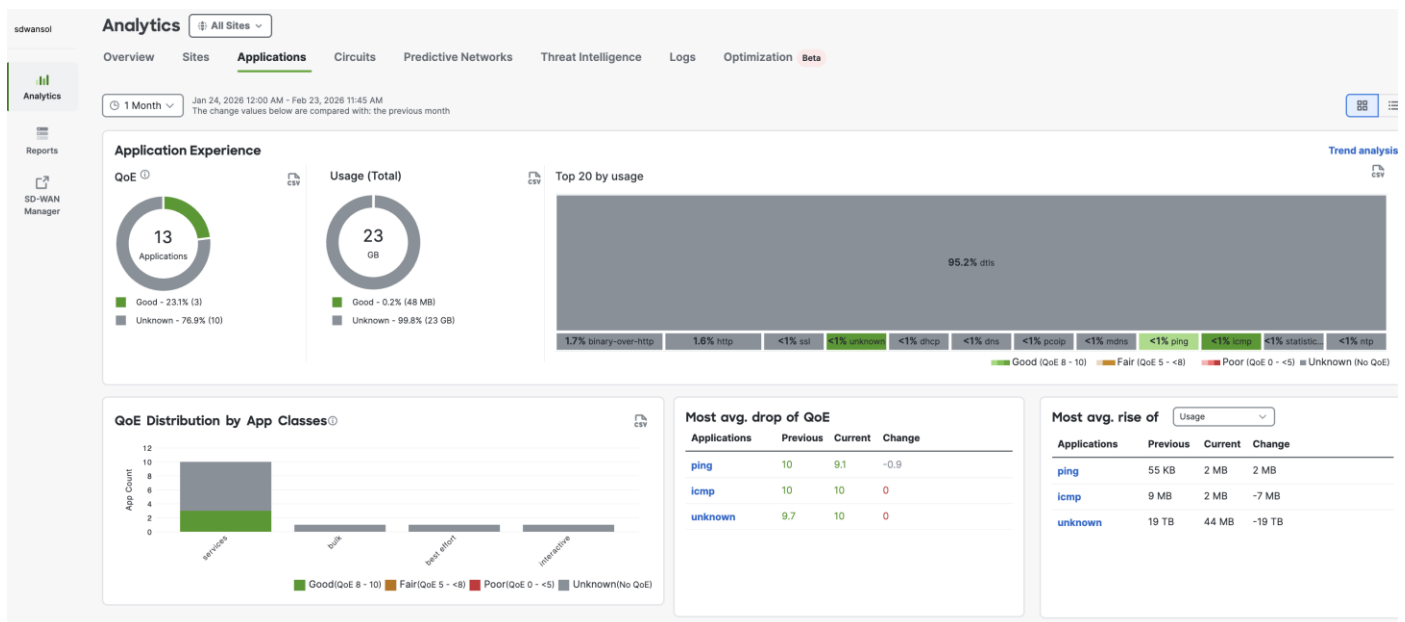 sdwansol
Analytics
All Sites
Overview Sites Applications Circuits Predictive Networks Threat Intelligence Logs Optimization Beta
Analytics
Reports
SD-WAN
Manager
1 Month
Jan 24, 2026 12:00 AM - Feb 23, 2026 11:45 AM
The change values below are compared with: the previous month
Application Experience
Trend analysis
QoE
CSV
13
Applications
Good - 23.1% (3)
Unknown - 76.9% (10)
Usage (Total)
CSV
23
GB
Good - 0.2% (48 MB)
Unknown - 99.8% (23 GB)
Top 20 by usage
CSV
95.2% dtls
1.7% binary-over-http 1.6% http <1% ssl <1% unknown <1% dhcp <1% dns <1% pcoip <1% mdns <1% ping <1% icmp <1% statistic... <1% ntp
Good (QoE 8 - 10) Fair (QoE 5 - <8) Poor (QoE 0 - <5) Unknown (No QoE)
QoE Distribution by App Classes
CSV
App Count
12
10
8
6
4
2
0
services bulk best effort interactive
Good(QoE 8 - 10) Fair(QoE 5 - <8) Poor(QoE 0 - <5) Unknown(No QoE)
Most avg. drop of QoE
Applications Previous Current Change
ping 10 9.1 -0.9
icmp 10 10 0
unknown 9.7 10 0
Most avg. rise of Usage
Applications Previous Current Change
ping 55 KB 2 MB 2 MB
icmp 9 MB 2 MB -7 MB
unknown 19 TB 44 MB -19 TB